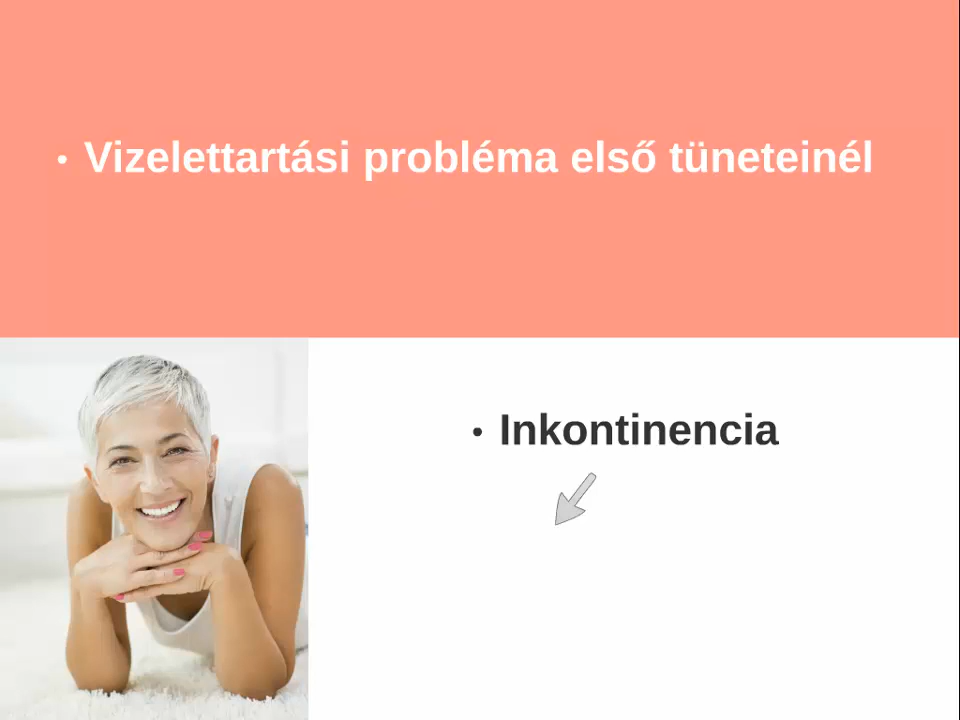 • Vizelettartási probléma első tüneteinél
• Inkontinencia